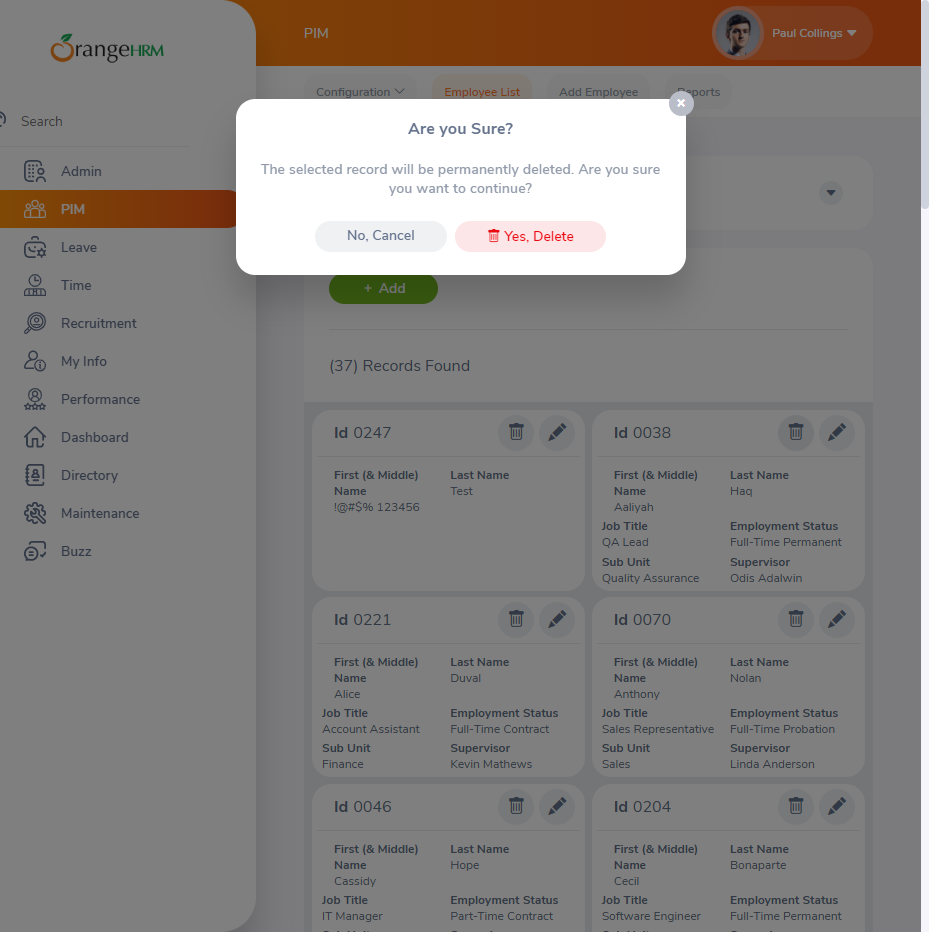 OrangeHRM
PIM
Paul Collings
Configuration
Employee List
Add Employee
Reports
Search
Admin
PIM
Leave
Time
Recruitment
My Info
Performance
Dashboard
Directory
Maintenance
Buzz
Are you Sure?
The selected record will be permanently deleted. Are you sure
you want to continue?
No, Cancel
Yes, Delete
+ Add
(37) Records Found
Id 0247
First (& Middle)
Name
!@#$% 123456
Last Name
Test
Id 0038
First (& Middle)
Name
Aaliyah
Last Name
Haq
Job Title
QA Lead
Employment Status
Full-Time Permanent
Sub Unit
Quality Assurance
Supervisor
Odis Adalwin
Id 0221
First (& Middle)
Name
Alice
Last Name
Duval
Job Title
Account Assistant
Employment Status
Full-Time Contract
Sub Unit
Finance
Supervisor
Kevin Mathews
Id 0070
First (& Middle)
Name
Anthony
Last Name
Nolan
Job Title
Sales Representative
Employment Status
Full-Time Probation
Sub Unit
Sales
Supervisor
Linda Anderson
Id 0046
First (& Middle)
Name
Cassidy
Last Name
Hope
Job Title
IT Manager
Employment Status
Part-Time Contract
Id 0204
First (& Middle)
Name
Cecil
Last Name
Bonaparte
Job Title
Software Engineer
Employment Status
Full-Time Permanent